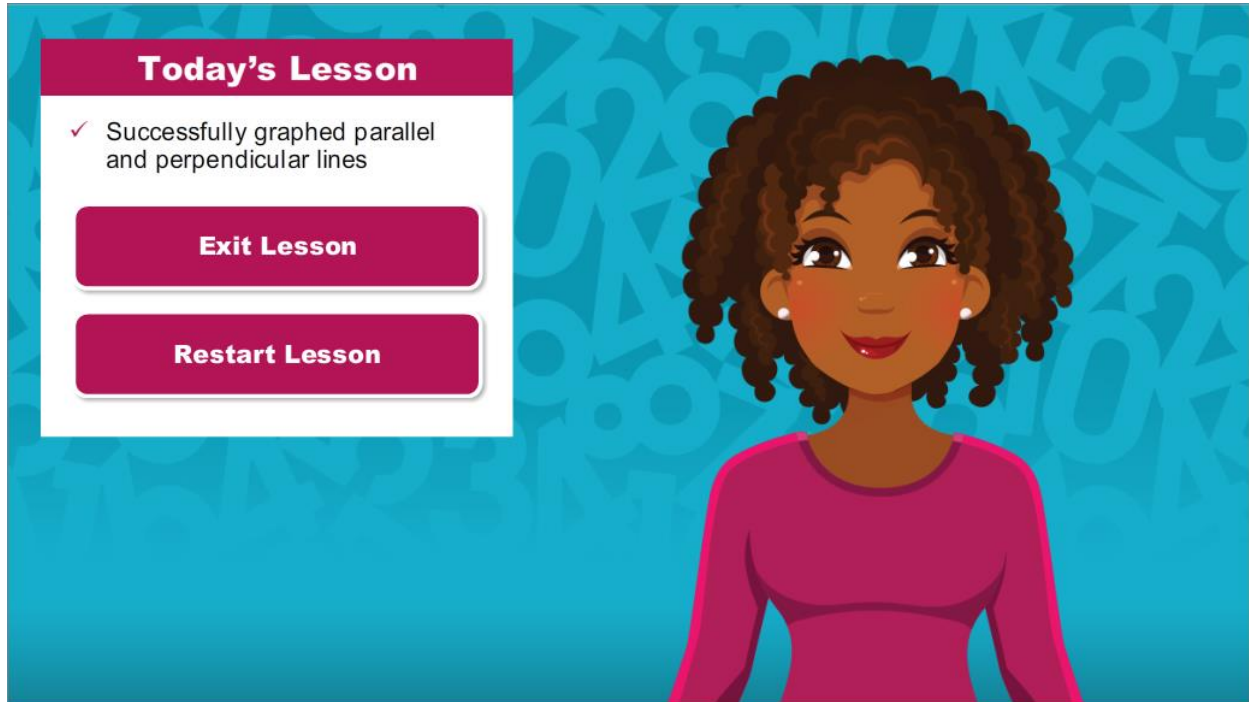 Today’s Lesson
✓ Successfully graphed parallel
and perpendicular lines
Exit Lesson
Restart Lesson